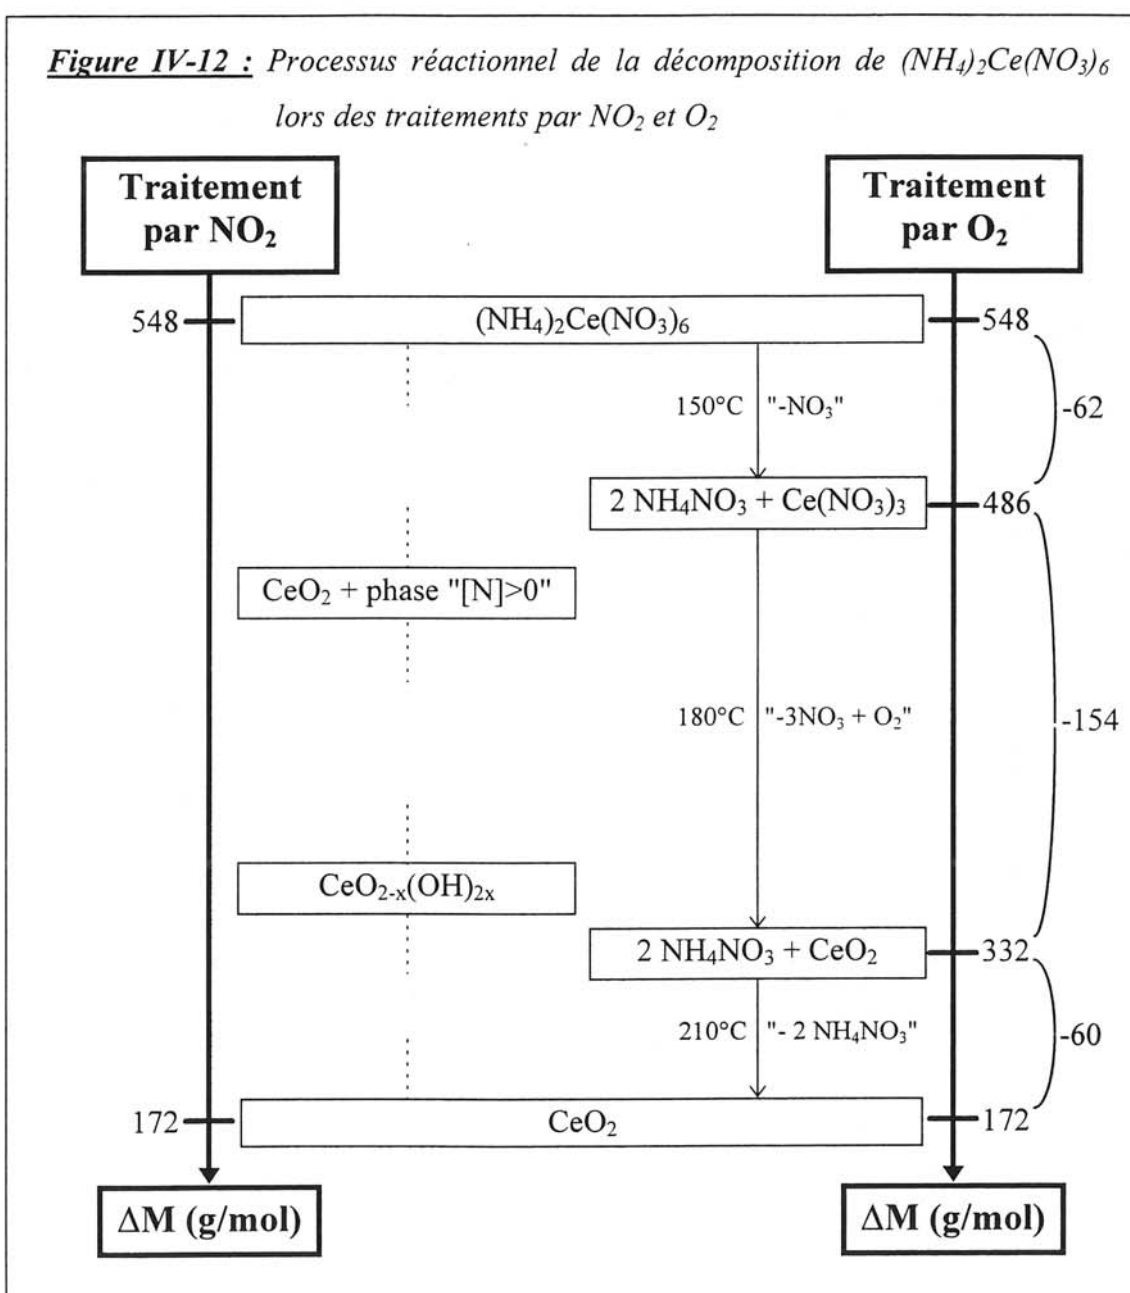 Figure IV-12 : Processus réactionnel de la décomposition de (NH₄)₂Ce(NO₃)₆
lors des traitements par NO₂ et O₂
Traitement
par NO₂
Traitement
par O₂
548
(NH₄)₂Ce(NO₃)₆
548
150°C "-NO₃"
-62
2 NH₄NO₃ + Ce(NO₃)₃
486
CeO₂ + phase "[N]>0"
180°C "-3NO₃ + O₂"
-154
CeO₂₋ₓ(OH)₂ₓ
2 NH₄NO₃ + CeO₂
332
210°C "- 2 NH₄NO₃"
-60
172
CeO₂
172
ΔM (g/mol)
ΔM (g/mol)